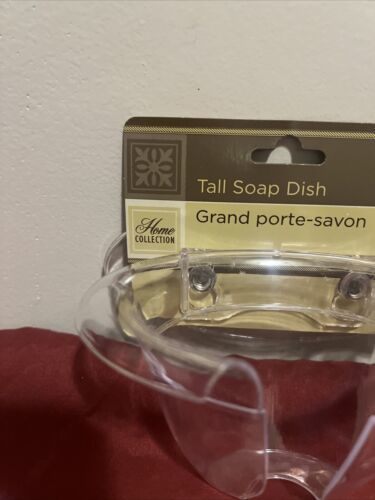 Tall Soap Dish
Grand porte-savon
Home
COLLECTION